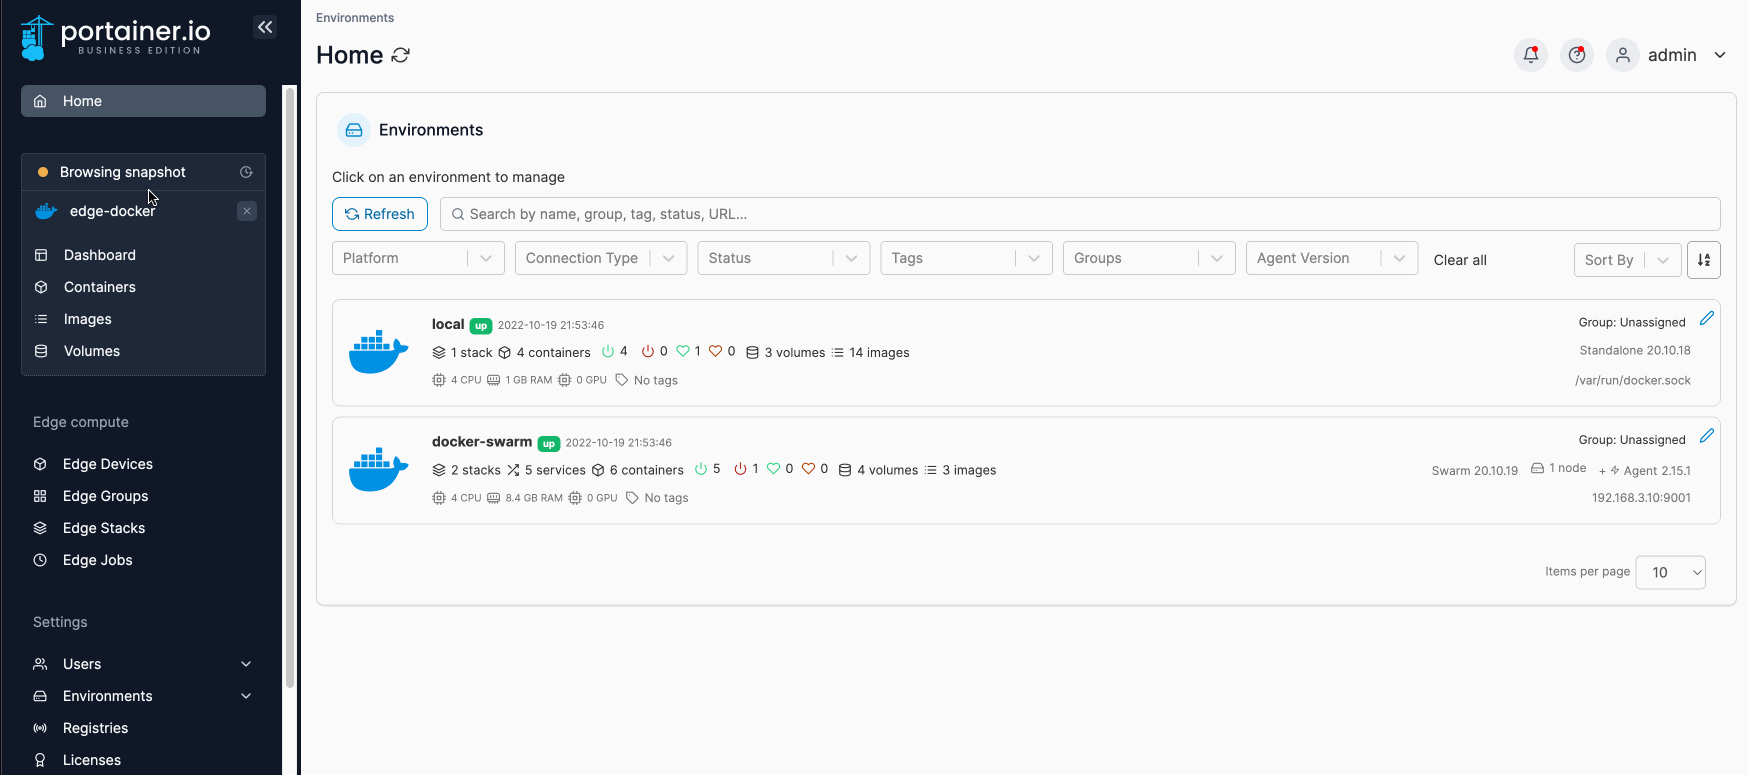 portainer.io
BUSINESS EDITION
Home
Browsing snapshot
edge-docker
Dashboard
Containers
Images
Volumes
Edge compute
Edge Devices
Edge Groups
Edge Stacks
Edge Jobs
Settings
Users
Environments
Registries
Licenses
Environments
Home
admin
Environments
Click on an environment to manage
Refresh
Search by name, group, tag, status, URL...
Platform Connection Type Status Tags Groups Agent Version Clear all Sort By
local up 2022-10-19 21:53:46 Group: Unassigned
1 stack 4 containers 4 0 1 0 3 volumes 14 images Standalone 20.10.18
4 CPU 1 GB RAM 0 GPU No tags /var/run/docker.sock
docker-swarm up 2022-10-19 21:53:46 Group: Unassigned
2 stacks 5 services 6 containers 5 1 0 0 4 volumes 3 images Swarm 20.10.19 1 node + Agent 2.15.1
4 CPU 8.4 GB RAM 0 GPU No tags 192.168.3.10:9001
Items per page 10